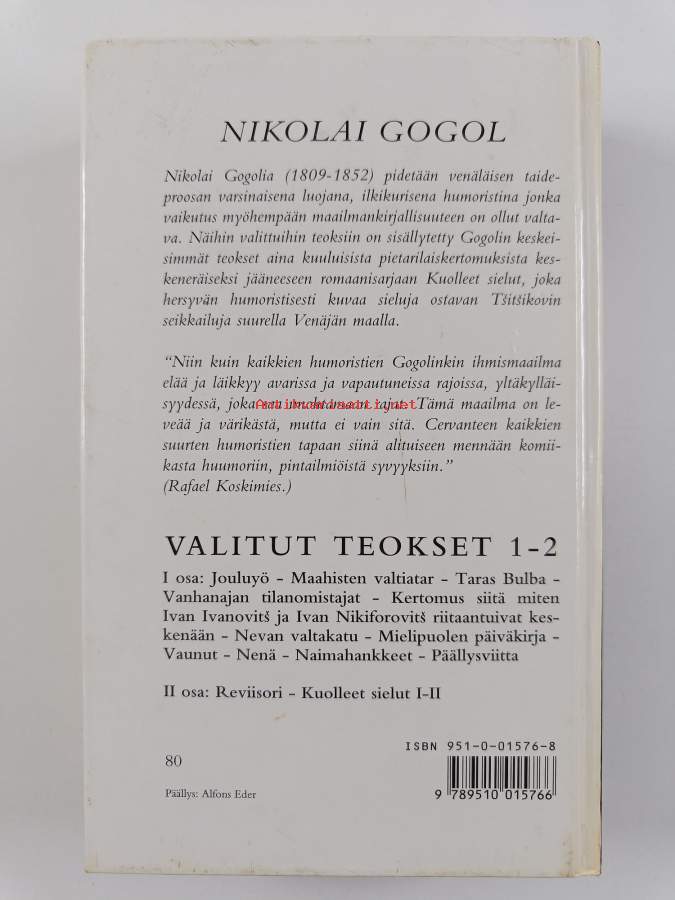 NIKOLAI GOGOL
Nikolai Gogolia (1809-1852) pidetään venäläisen taide-
proosan varsinaisena luojana, ilkikurisena humoristina jonka
vaikutus myöhempään maailmankirjallisuuteen on ollut valta-
va. Näihin valittuihin teoksiin on sisällytetty Gogolin keskei-
simmät teokset aina kuuluisista pietarilaiskertomuksista kes-
keneräiseksi jääneeseen romaanisarjaan Kuolleet sielut, joka
hersyvän humoristisesti kuvaa sieluja ostavan Tšitšikovin
seikkailuja suurella Venäjän maalla.
"Niin kuin kaikkien humoristien Gogolinkin ihmismaailma
elää ja läikkyy avarissa ja vapautuneissa rajoissa, yltäkylläi-
syydessä, joka saa unohtamaan rajat. Tämä maailma on le-
veää ja värikästä, mutta ei vain sitä. Cervanteen kaikkien
suurten humoristien tapaan siinä alituiseen mennään komii-
kasta huumoriin, pintailmiöistä syvyyksiin."
(Rafael Koskimies.)
VALITUT TEOKSET 1-2
I osa: Jouluyö - Maahisten valtiatar - Taras Bulba -
Vanhanajan tilanomistajat - Kertomus siitä miten
Ivan Ivanovitš ja Ivan Nikiforovitš riitaantuivat kes-
kenään - Nevan valtakatu - Mielipuolen päiväkirja -
Vaunut - Nenä - Naimahankkeet - Päällysviitta
II osa: Reviisori - Kuolleet sielut I-II
ISBN 951-0-01576-8
80
Päällys: Alfons Eder
9 789510 015766